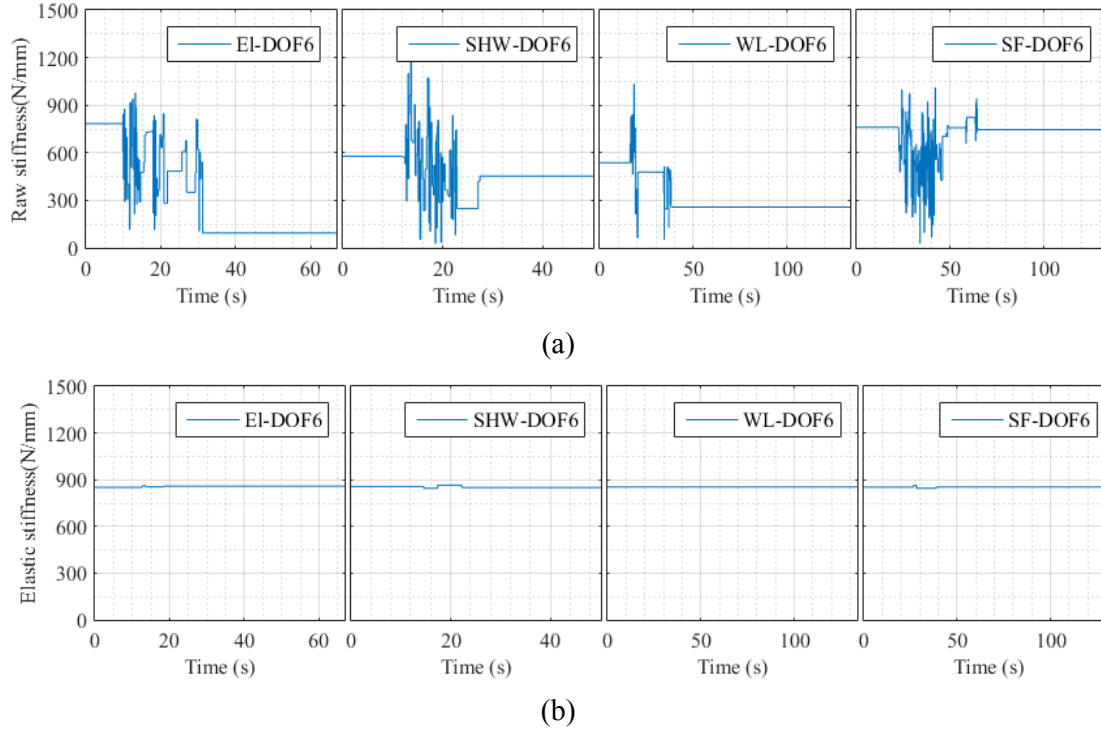 1500
1200
900
600
300
0
Raw stiffness(N/mm)
El-DOF6
SHW-DOF6
WL-DOF6
SF-DOF6
0 20 40 60
0 20 40
0 50 100
0 50 100
Time (s) Time (s) Time (s) Time (s)
(a)
1500
1200
900
600
300
0
Elastic stiffness(N/mm)
El-DOF6
SHW-DOF6
WL-DOF6
SF-DOF6
0 20 40 60
0 20 40
0 50 100
0 50 100
Time (s) Time (s) Time (s) Time (s)
(b)